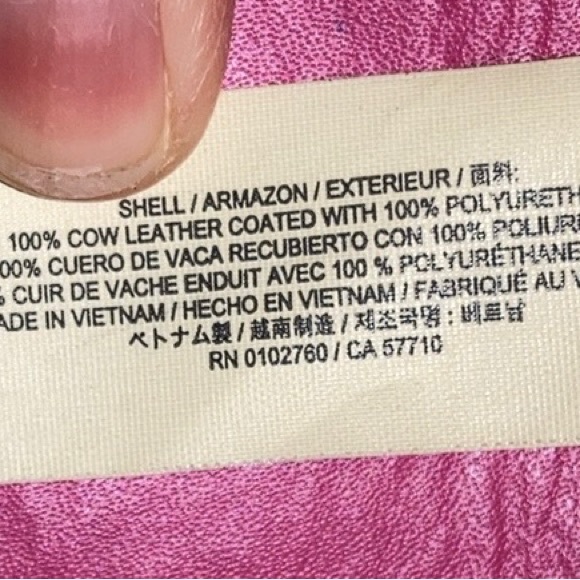 SHELL / ARMAZON / EXTERIEUR / 面料:
100% COW LEATHER COATED WITH 100% POLYURETH
00% CUERO DE VACA RECUBIERTO CON 100% POLIUR
% CUIR DE VACHE ENDUIT AVEC 100 % POLYURÉTHANE
ADE IN VIETNAM / HECHO EN VIETNAM / FABRIQUÉ AU V
ベトナム製 / 越南制造 / 제조국명 : 베트남
RN 0102760 / CA 57710